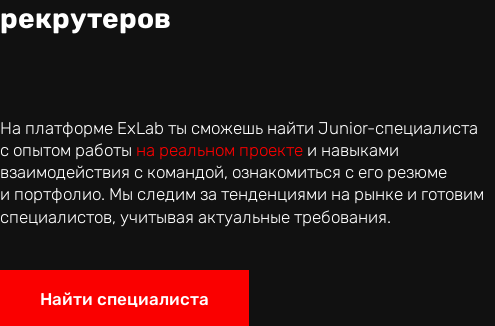 рекрутеров
На платформе ExLab ты сможешь найти Junior-специалиста
с опытом работы на реальном проекте и навыками
взаимодействия с командой, ознакомиться с его резюме
и портфолио. Мы следим за тенденциями на рынке и готовим
специалистов, учитывая актуальные требования.
Найти специалиста